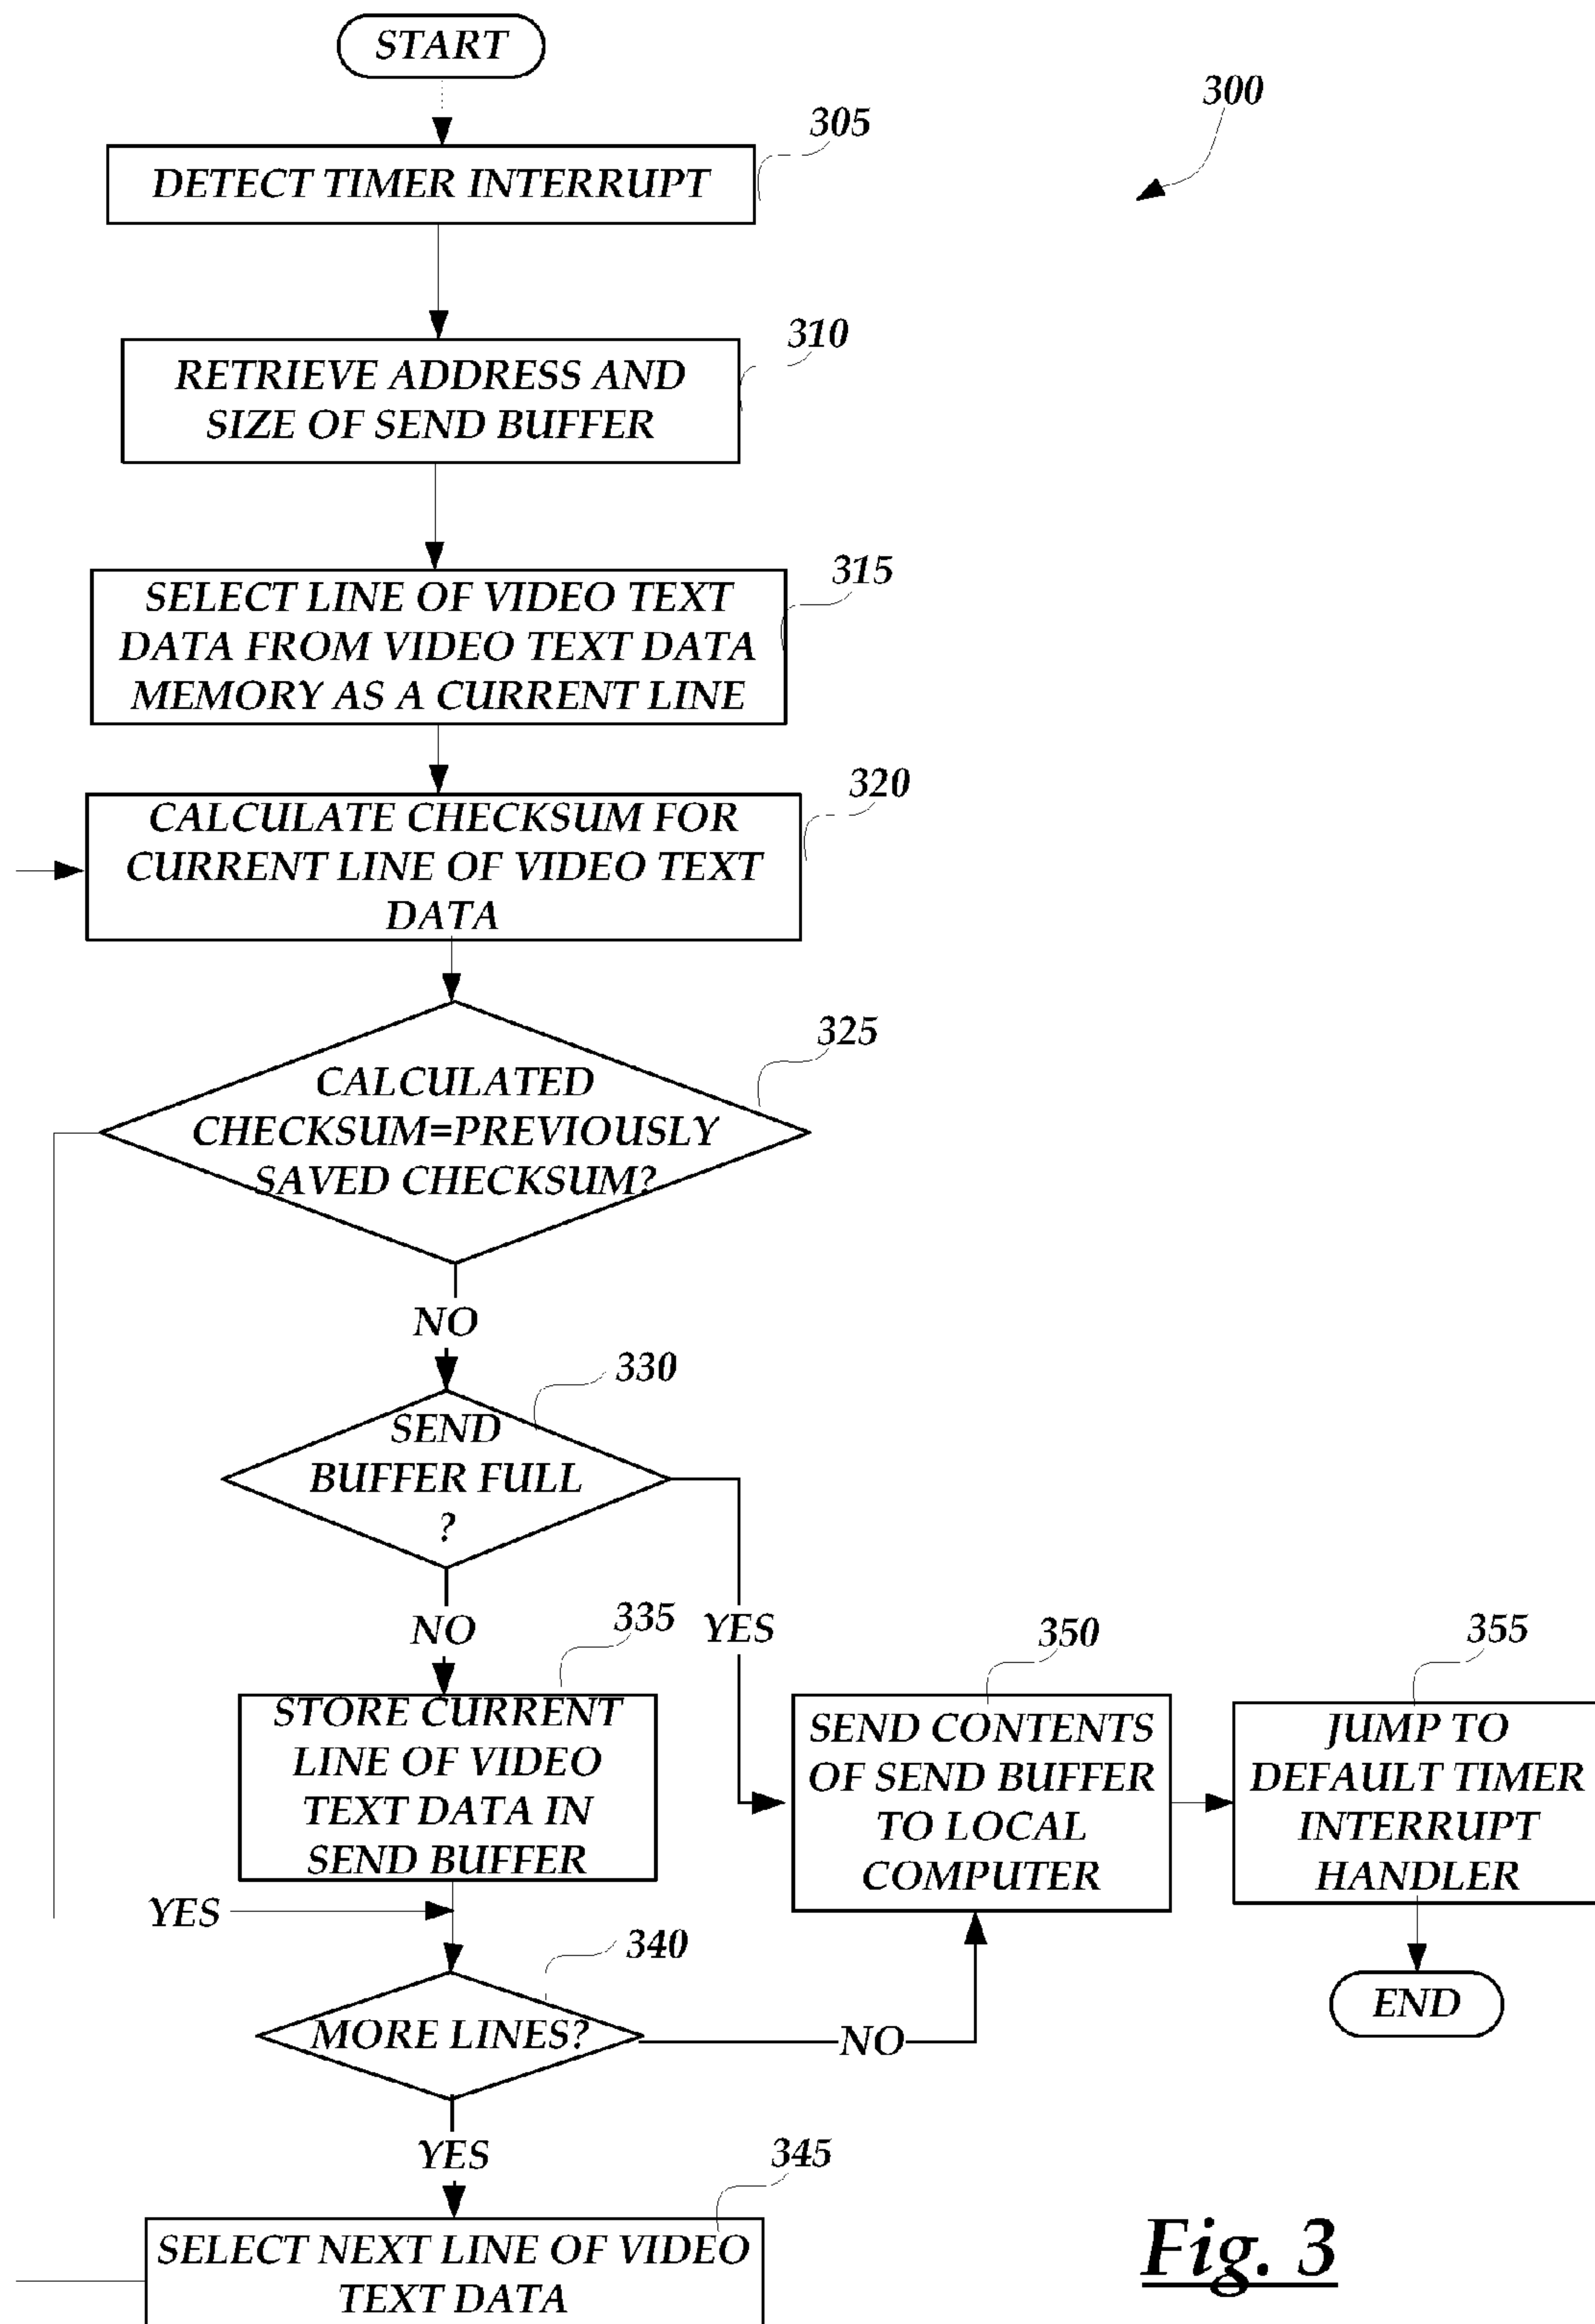 START
300
305
DETECT TIMER INTERRUPT
310
RETRIEVE ADDRESS AND
SIZE OF SEND BUFFER
315
SELECT LINE OF VIDEO TEXT
DATA FROM VIDEO TEXT DATA
MEMORY AS A CURRENT LINE
320
CALCULATE CHECKSUM FOR
CURRENT LINE OF VIDEO TEXT
DATA
325
CALCULATED
CHECKSUM=PREVIOUSLY
SAVED CHECKSUM?
NO
330
SEND
BUFFER FULL
?
NO
YES
335
STORE CURRENT
LINE OF VIDEO
TEXT DATA IN
SEND BUFFER
350
SEND CONTENTS
OF SEND BUFFER
TO LOCAL
COMPUTER
355
JUMP TO
DEFAULT TIMER
INTERRUPT
HANDLER
YES
340
MORE LINES?
NO
END
YES
345
SELECT NEXT LINE OF VIDEO
TEXT DATA
Fig. 3